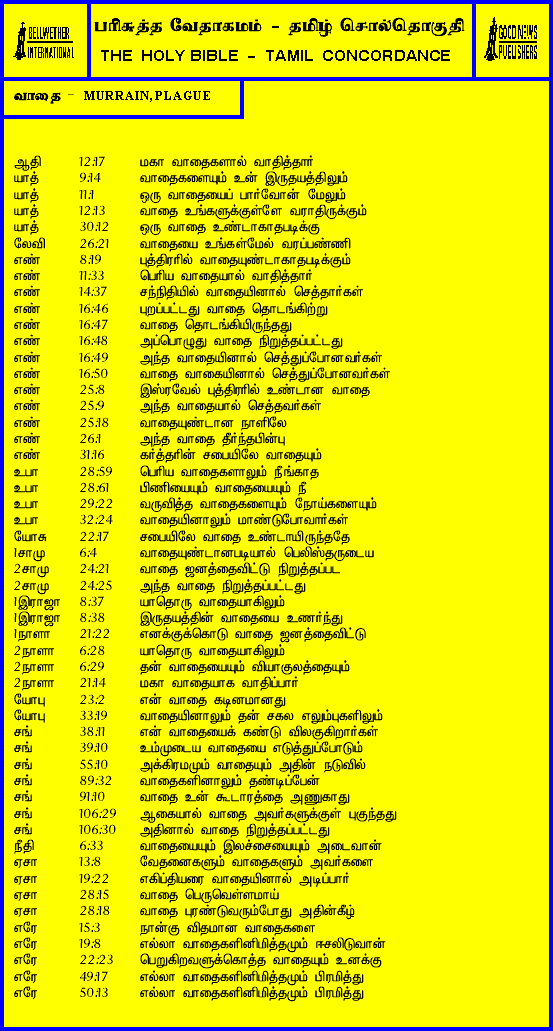 BELLWETHER INTERNATIONAL
பரிசுத்த வேதாகமம் - தமிழ் சொல்தொகுதி
THE HOLY BIBLE - TAMIL CONCORDANCE
GOOD NEWS PUBLISHERS
வாதை - MURRAIN, PLAGUE
ஆதி 12:17 மகா வாதைகளால் வாதித்தார்
யாத் 9:14 வாதைகளையும் உன் இருதயத்திலும்
யாத் 11:1 ஒரு வாதையைப் பார்வோன் மேலும்
யாத் 12:13 வாதை உங்களுக்குள்ளே வராதிருக்கும்
யாத் 30:12 ஒரு வாதை உண்டாகாதபடிக்கு
லேவி 26:21 வாதையை உங்கள்மேல் வரப்பண்ணி
எண் 8:19 புத்திரரில் வாதையுண்டாகாதபடிக்கும்
எண் 11:33 பெரிய வாதையால் வாதித்தார்
எண் 14:37 சந்நிதியில் வாதையினால் செத்தார்கள்
எண் 16:46 புறப்பட்டது வாதை தொடங்கிற்று
எண் 16:47 வாதை தொடங்கியிருந்தது
எண் 16:48 அப்பொழுது வாதை நிறுத்தப்பட்டது
எண் 16:49 அந்த வாதையினால் செத்துப்போனவர்கள்
எண் 16:50 வாதை வாகையினால் செத்துப்போனவர்கள்
எண் 25:8 இஸ்ரவேல் புத்திரரில் உண்டான வாதை
எண் 25:9 அந்த வாதையால் செத்தவர்கள்
எண் 25:18 வாதையுண்டான நாளிலே
எண் 26:1 அந்த வாதை தீர்ந்தபின்பு
எண் 31:16 கர்த்தரின் சபையிலே வாதையும்
உபா 28:59 பெரிய வாதைகளாலும் நீங்காத
உபா 28:61 பிணியையும் வாதையையும் நீ
உபா 29:22 வருவித்த வாதைகளையும் நோய்களையும்
உபா 32:24 வாதையினாலும் மாண்டுபோவார்கள்
யோசு 22:17 சபையிலே வாதை உண்டாயிருந்ததே
1சாமு 6:4 வாதையுண்டானபடியால் பெலிஸ்தருடைய
2சாமு 24:21 வாதை ஜனத்தைவிட்டு நிறுத்தப்பட
2சாமு 24:25 அந்த வாதை நிறுத்தப்பட்டது
1இராஜா 8:37 யாதொரு வாதையாகிலும்
1இராஜா 8:38 இருதயத்தின் வாதையை உணர்ந்து
1நாளா 21:22 எனக்குக்கொடு வாதை ஜனத்தைவிட்டு
2நாளா 6:28 யாதொரு வாதையாகிலும்
2நாளா 6:29 தன் வாதையையும் வியாகுலத்தையும்
2நாளா 21:14 மகா வாதையாக வாதிப்பார்
யோபு 23:2 என் வாதை கடினமானது
யோபு 33:19 வாதையினாலும் தன் சகல எலும்புகளிலும்
சங் 38:11 என் வாதையைக் கண்டு விலகுகிறார்கள்
சங் 39:10 உம்முடைய வாதையை எடுத்துப்போடும்
சங் 55:10 அக்கிரமமும் வாதையும் அதின் நடுவில்
சங் 89:32 வாதைகளினாலும் தண்டிப்பேன்
சங் 91:10 வாதை உன் கூடாரத்தை அணுகாது
சங் 106:29 ஆகையால் வாதை அவர்களுக்குள் புகுந்தது
சங் 106:30 அதினால் வாதை நிறுத்தப்பட்டது
நீதி 6:33 வாதையையும் இலச்சையையும் அடைவான்
ஏசா 13:8 வேதனைகளும் வாதைகளும் அவர்களை
ஏசா 19:22 எகிப்தியரை வாதையினால் அடிப்பார்
ஏசா 28:15 வாதை பெருவெள்ளமாய்
ஏசா 28:18 வாதை புரண்டுவரும்போது அதின்கீழ்
எரே 15:3 நான்கு விதமான வாதைகளை
எரே 19:8 எல்லா வாதைகளினிமித்தமும் ஈசலிடுவான்
எரே 22:23 பெறுகிறவளுக்கொத்த வாதையும் உனக்கு
எரே 49:17 எல்லா வாதைகளினிமித்தமும் பிரமித்து
எரே 50:13 எல்லா வாதைகளினிமித்தமும் பிரமித்து